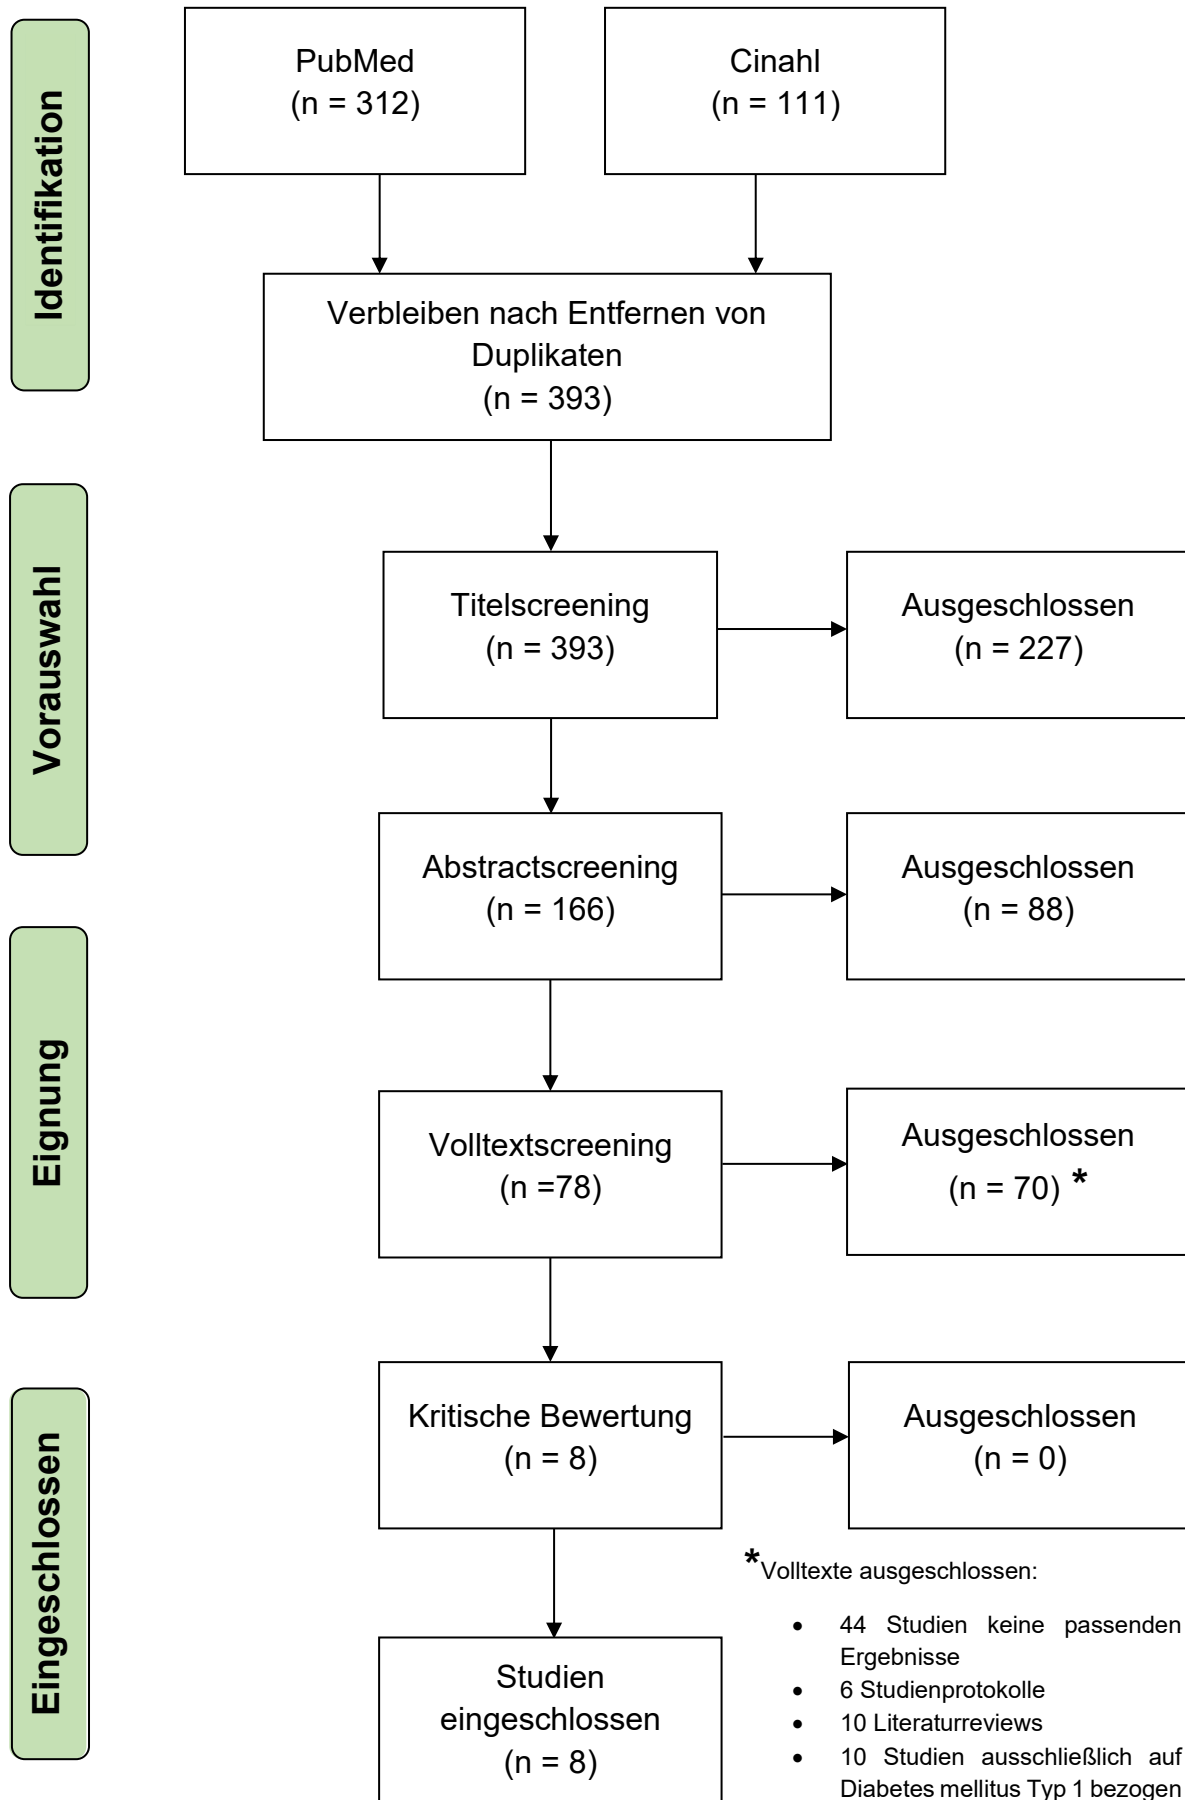 Identifikation
PubMed
(n = 312)
Cinahl
(n = 111)
Verbleiben nach Entfernen von
Duplikaten
(n = 393)
Vorauswahl
Titelscreening
(n = 393)
Ausgeschlossen
(n = 227)
Abstractscreening
(n = 166)
Ausgeschlossen
(n = 88)
Eignung
Volltextscreening
(n =78)
Ausgeschlossen
(n = 70) *
Eingeschlossen
Kritische Bewertung
(n = 8)
Ausgeschlossen
(n = 0)
Studien
eingeschlossen
(n = 8)
*Volltexte ausgeschlossen:
• 44 Studien keine passenden
Ergebnisse
• 6 Studienprotokolle
• 10 Literaturreviews
• 10 Studien ausschließlich auf
Diabetes mellitus Typ 1 bezogen